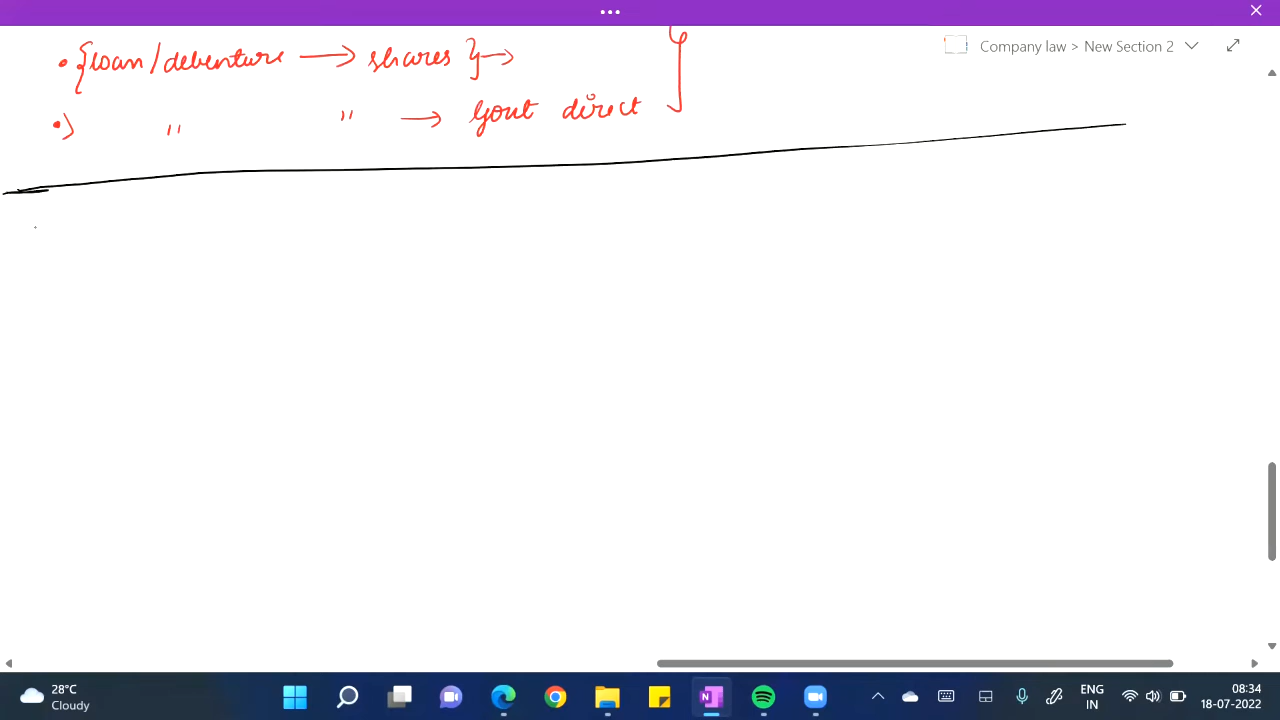 •••
Company law > New Section 2
• {loan/debenture → shares } →
•) " " → Govt direct
28°C
Cloudy
ENG
IN
08:34
18-07-2022